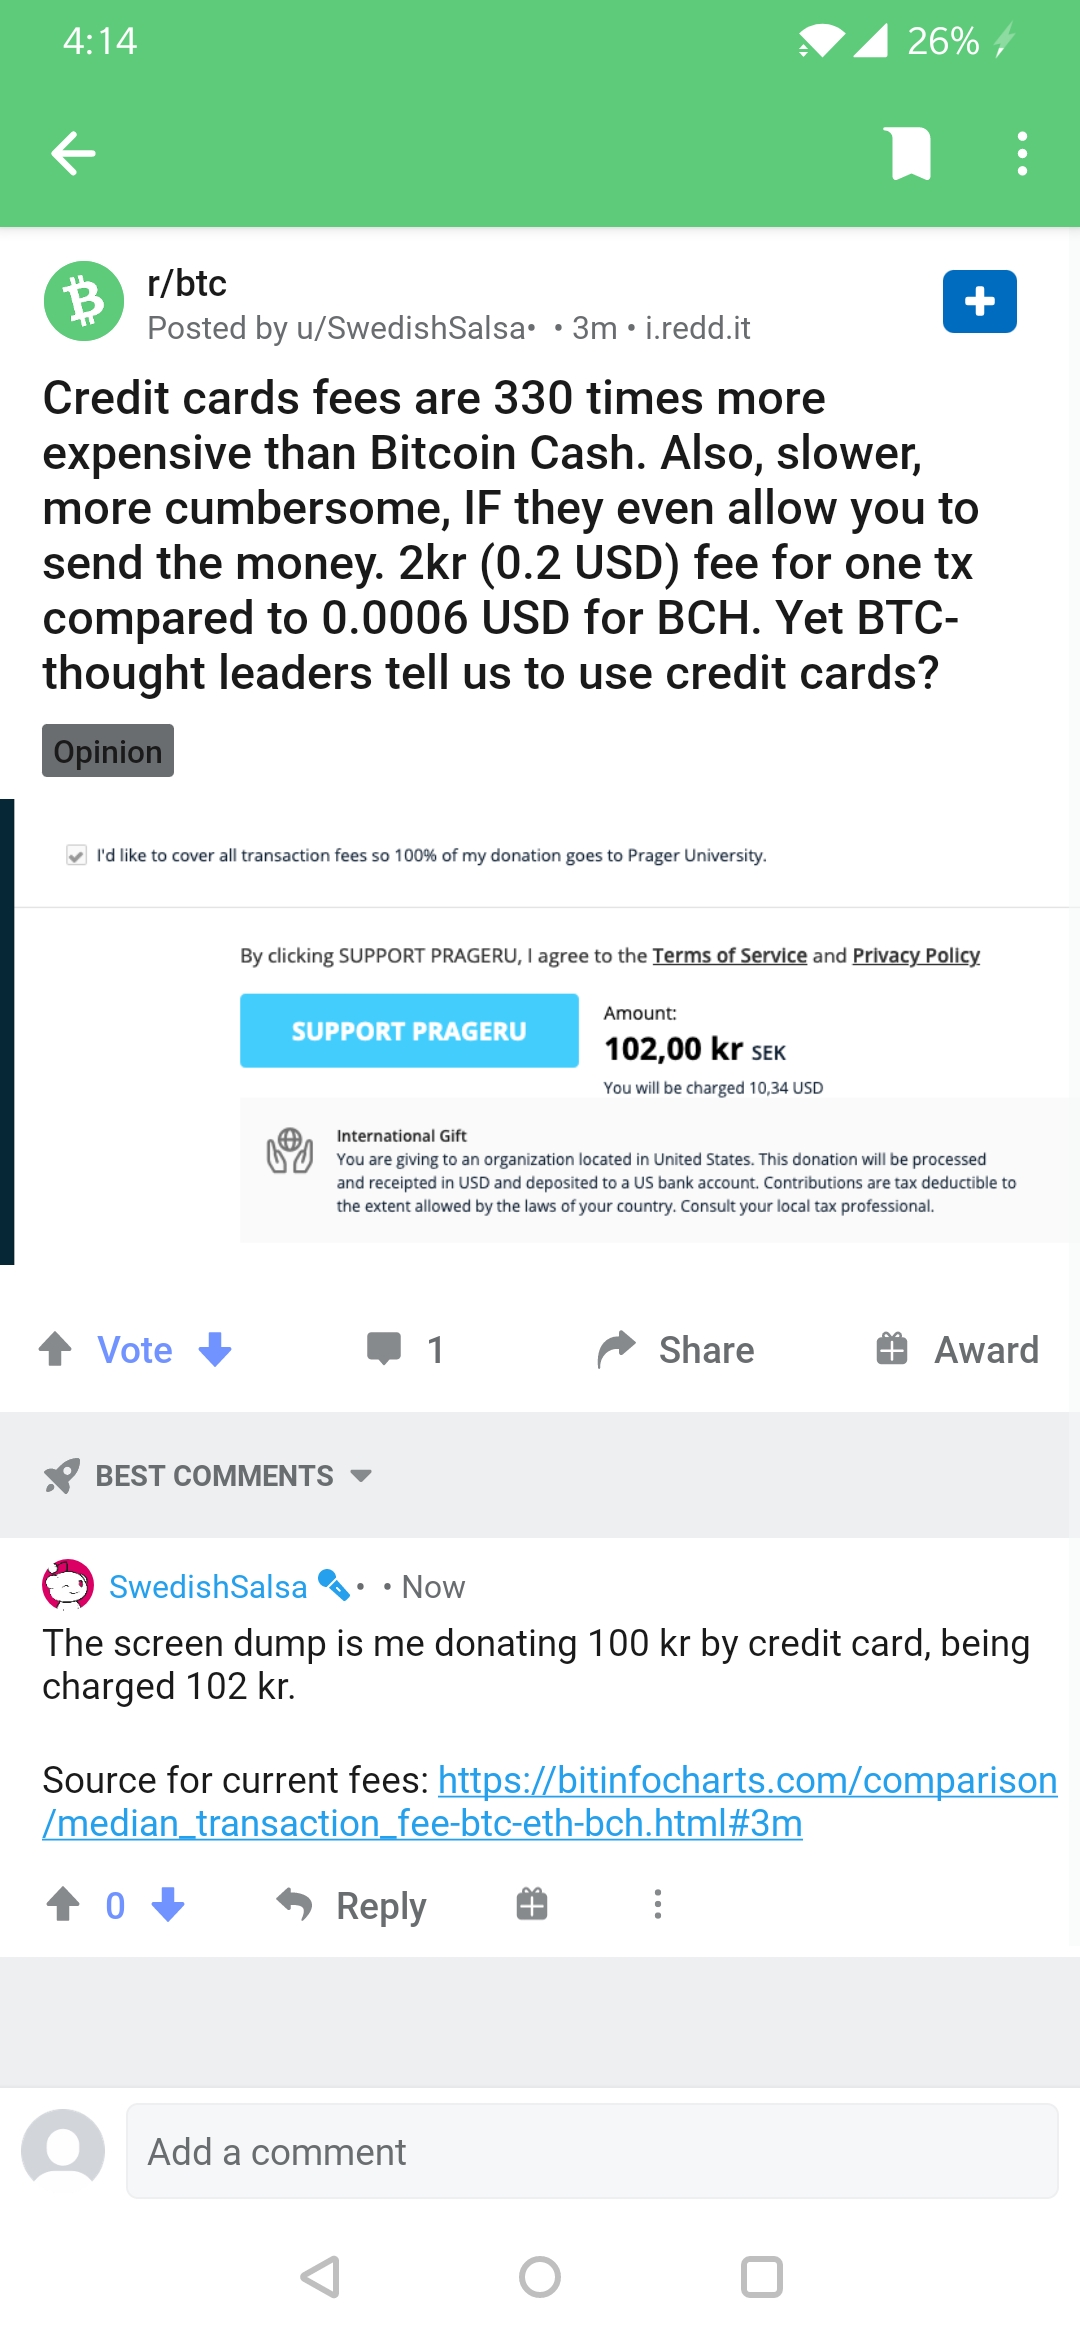 4:14
26%
r/btc
Posted by u/SwedishSalsa• • 3m • i.redd.it
Credit cards fees are 330 times more
expensive than Bitcoin Cash. Also, slower,
more cumbersome, IF they even allow you to
send the money. 2kr (0.2 USD) fee for one tx
compared to 0.0006 USD for BCH. Yet BTC-
thought leaders tell us to use credit cards?
Opinion
I'd like to cover all transaction fees so 100% of my donation goes to Prager University.
By clicking SUPPORT PRAGERU, I agree to the Terms of Service and Privacy Policy
SUPPORT PRAGERU
Amount:
102,00 kr SEK
You will be charged 10,34 USD
International Gift
You are giving to an organization located in United States. This donation will be processed
and receipted in USD and deposited to a US bank account. Contributions are tax deductible to
the extent allowed by the laws of your country. Consult your local tax professional.
Vote 1 Share Award
BEST COMMENTS
SwedishSalsa • • Now
The screen dump is me donating 100 kr by credit card, being
charged 102 kr.
Source for current fees: https://bitinfocharts.com/comparison
/median_transaction_fee-btc-eth-bch.html#3m
0 Reply
Add a comment